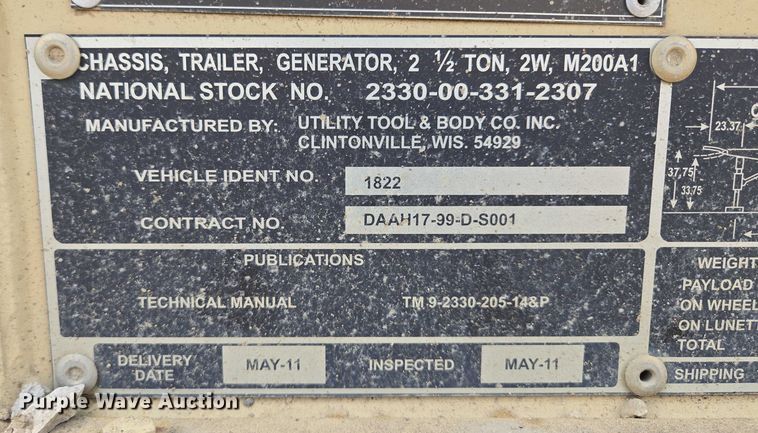 CHASSIS, TRAILER, GENERATOR, 2 ½ TON, 2W, M200A1
NATIONAL STOCK NO. 2330-00-331-2307
MANUFACTURED BY: UTILITY TOOL & BODY CO. INC.
CLINTONVILLE, WIS. 54929
VEHICLE IDENT NO. 1822
CONTRACT NO. DAAH17-99-D-S001
PUBLICATIONS
TECHNICAL MANUAL TM 9-2330-205-14&P
DELIVERY DATE MAY-11 INSPECTED MAY-11
23.37
37.75
33.75
WEIGHT
PAYLOAD
ON WHEEL
ON LUNETT
TOTAL
SHIPPING
Purple Wave Auction